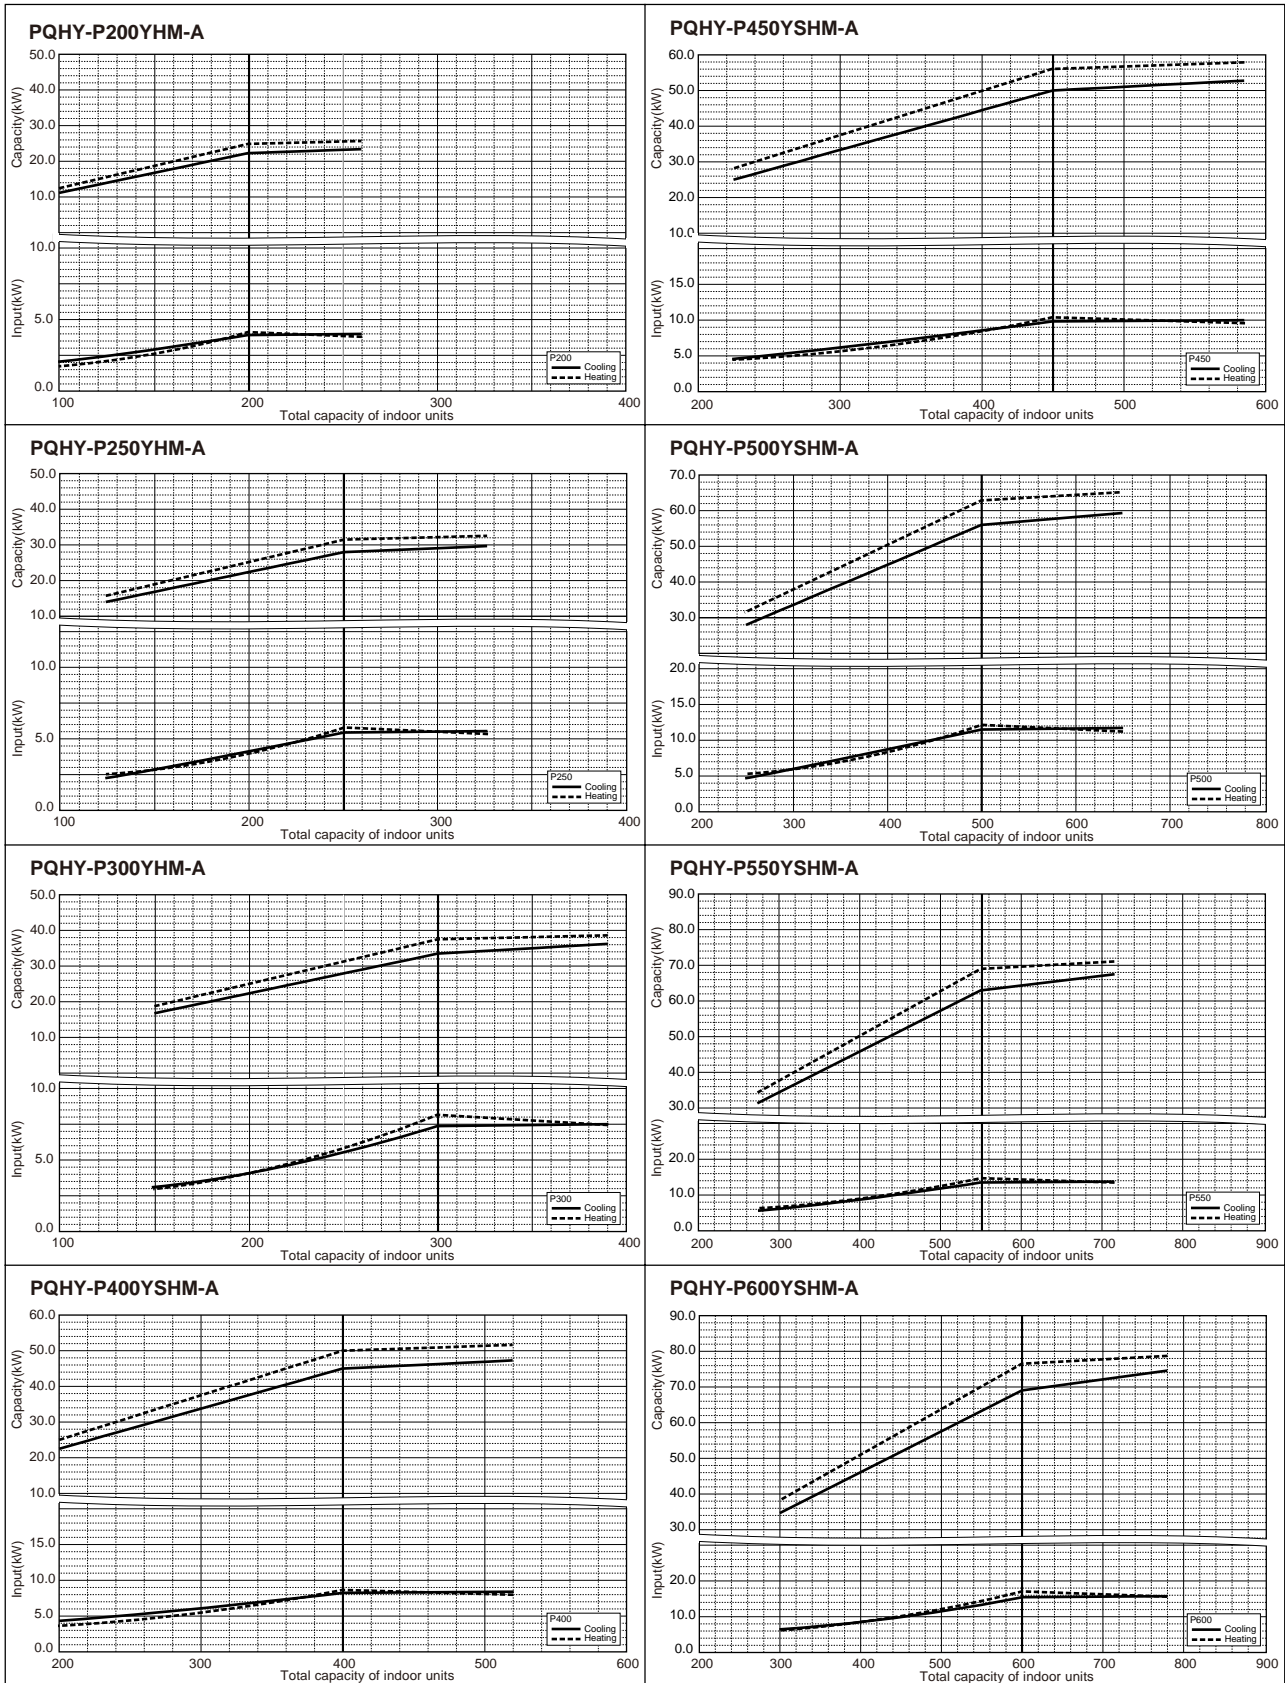 PQHY-P200YHM-A
50.0
40.0
30.0
20.0
10.0
Capacity(kW)
10.0
5.0
0.0
Input(kW)
P200
Cooling
Heating
100 200 300 400
Total capacity of indoor units
PQHY-P450YSHM-A
60.0
50.0
40.0
30.0
20.0
10.0
Capacity(kW)
15.0
10.0
5.0
0.0
Input(kW)
P450
Cooling
Heating
200 300 400 500 600
Total capacity of indoor units
PQHY-P250YHM-A
50.0
40.0
30.0
20.0
10.0
Capacity(kW)
10.0
5.0
0.0
Input(kW)
P250
Cooling
Heating
100 200 300 400
Total capacity of indoor units
PQHY-P500YSHM-A
70.0
60.0
50.0
40.0
30.0
Capacity(kW)
20.0
15.0
10.0
5.0
0.0
Input(kW)
P500
Cooling
Heating
200 300 400 500 600 700 800
Total capacity of indoor units
PQHY-P300YHM-A
50.0
40.0
30.0
20.0
10.0
Capacity(kW)
10.0
5.0
0.0
Input(kW)
P300
Cooling
Heating
100 200 300 400
Total capacity of indoor units
PQHY-P550YSHM-A
90.0
80.0
70.0
60.0
50.0
40.0
30.0
Capacity(kW)
20.0
10.0
0.0
Input(kW)
P550
Cooling
Heating
200 300 400 500 600 700 800 900
Total capacity of indoor units
PQHY-P400YSHM-A
60.0
50.0
40.0
30.0
20.0
10.0
Capacity(kW)
15.0
10.0
5.0
0.0
Input(kW)
P400
Cooling
Heating
200 300 400 500 600
Total capacity of indoor units
PQHY-P600YSHM-A
90.0
80.0
70.0
60.0
50.0
40.0
30.0
Capacity(kW)
20.0
10.0
0.0
Input(kW)
P600
Cooling
Heating
200 300 400 500 600 700 800 900
Total capacity of indoor units